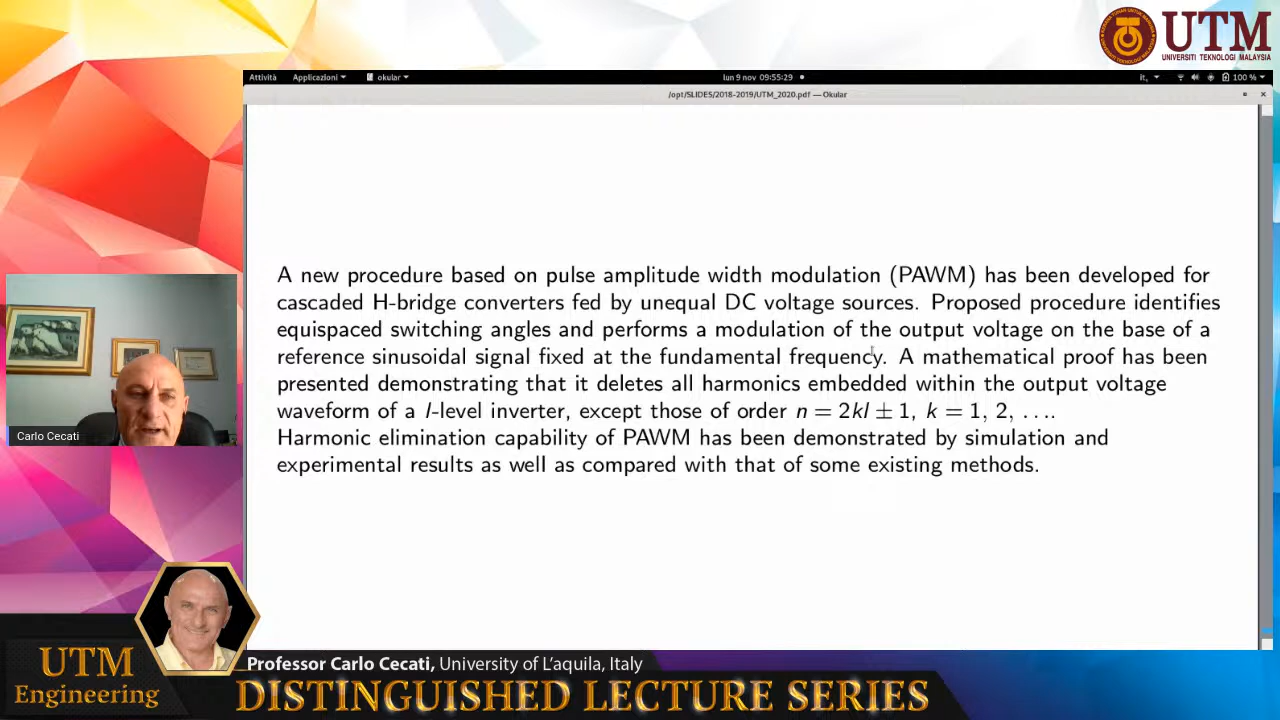 UTM
UNIVERSITI TEKNOLOGI MALAYSIA
Attività Applicazioni okular lun 9 nov 09:55:29 it, 100 %
/opt/SLIDES/2018-2019/UTM_2020.pdf — Okular
A new procedure based on pulse amplitude width modulation (PAWM) has been developed for
cascaded H-bridge converters fed by unequal DC voltage sources. Proposed procedure identifies
equispaced switching angles and performs a modulation of the output voltage on the base of a
reference sinusoidal signal fixed at the fundamental frequency. A mathematical proof has been
presented demonstrating that it deletes all harmonics embedded within the output voltage
waveform of a l-level inverter, except those of order n = 2kl ± 1, k = 1, 2, ....
Harmonic elimination capability of PAWM has been demonstrated by simulation and
experimental results as well as compared with that of some existing methods.
Carlo Cecati
UTM
Engineering
Professor Carlo Cecati, University of L'aquila, Italy
DISTINGUISHED LECTURE SERIES